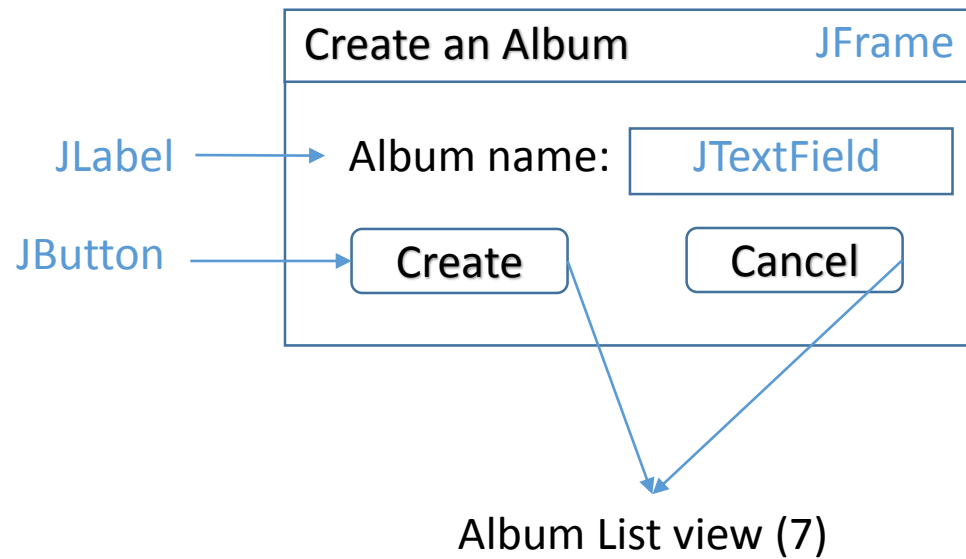 Create an Album JFrame
JLabel Album name: JTextField
JButton Create Cancel
Album List view (7)